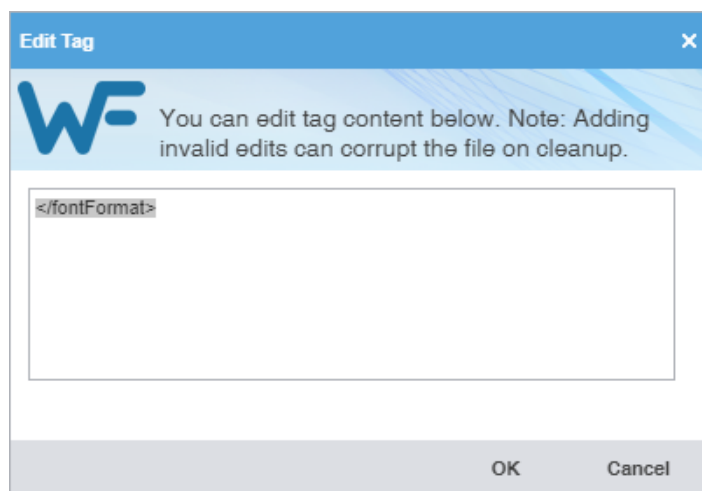 Edit Tag
WF
You can edit tag content below. Note: Adding
invalid edits can corrupt the file on cleanup.
</fontFormat>
OK Cancel